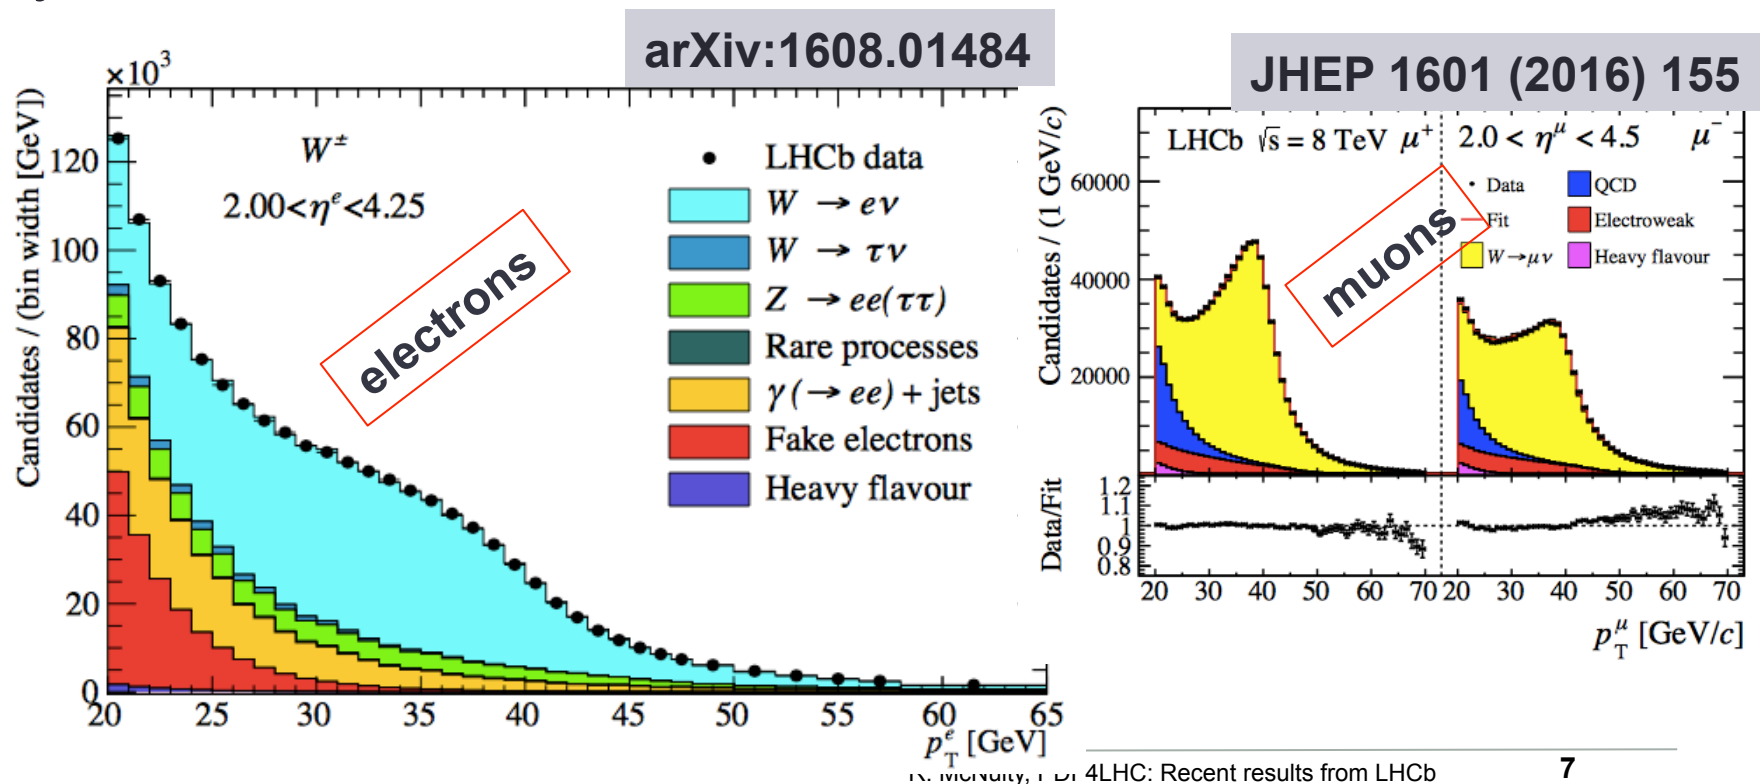 arXiv:1608.01484
×10³
Candidates / (bin width [GeV])
120
100
80
60
40
20
0
W±
2.00<ηᵉ<4.25
electrons
LHCb data
W → eν
W → τν
Z → ee(ττ)
Rare processes
γ(→ ee) + jets
Fake electrons
Heavy flavour
20 25 30 35 40 45 50 55 60 65
pTᵉ [GeV]
JHEP 1601 (2016) 155
Candidates / (1 GeV/c)
60000
40000
20000
LHCb √s = 8 TeV μ⁺
2.0 < ημ < 4.5 μ⁻
muons
Data
Fit
W→μν
QCD
Electroweak
Heavy flavour
Data/Fit
1.2
1.1
1
0.9
0.8
20 30 40 50 60 70 20 30 40 50 60 70
pTμ [GeV/c]
4LHC: Recent results from LHCb
7